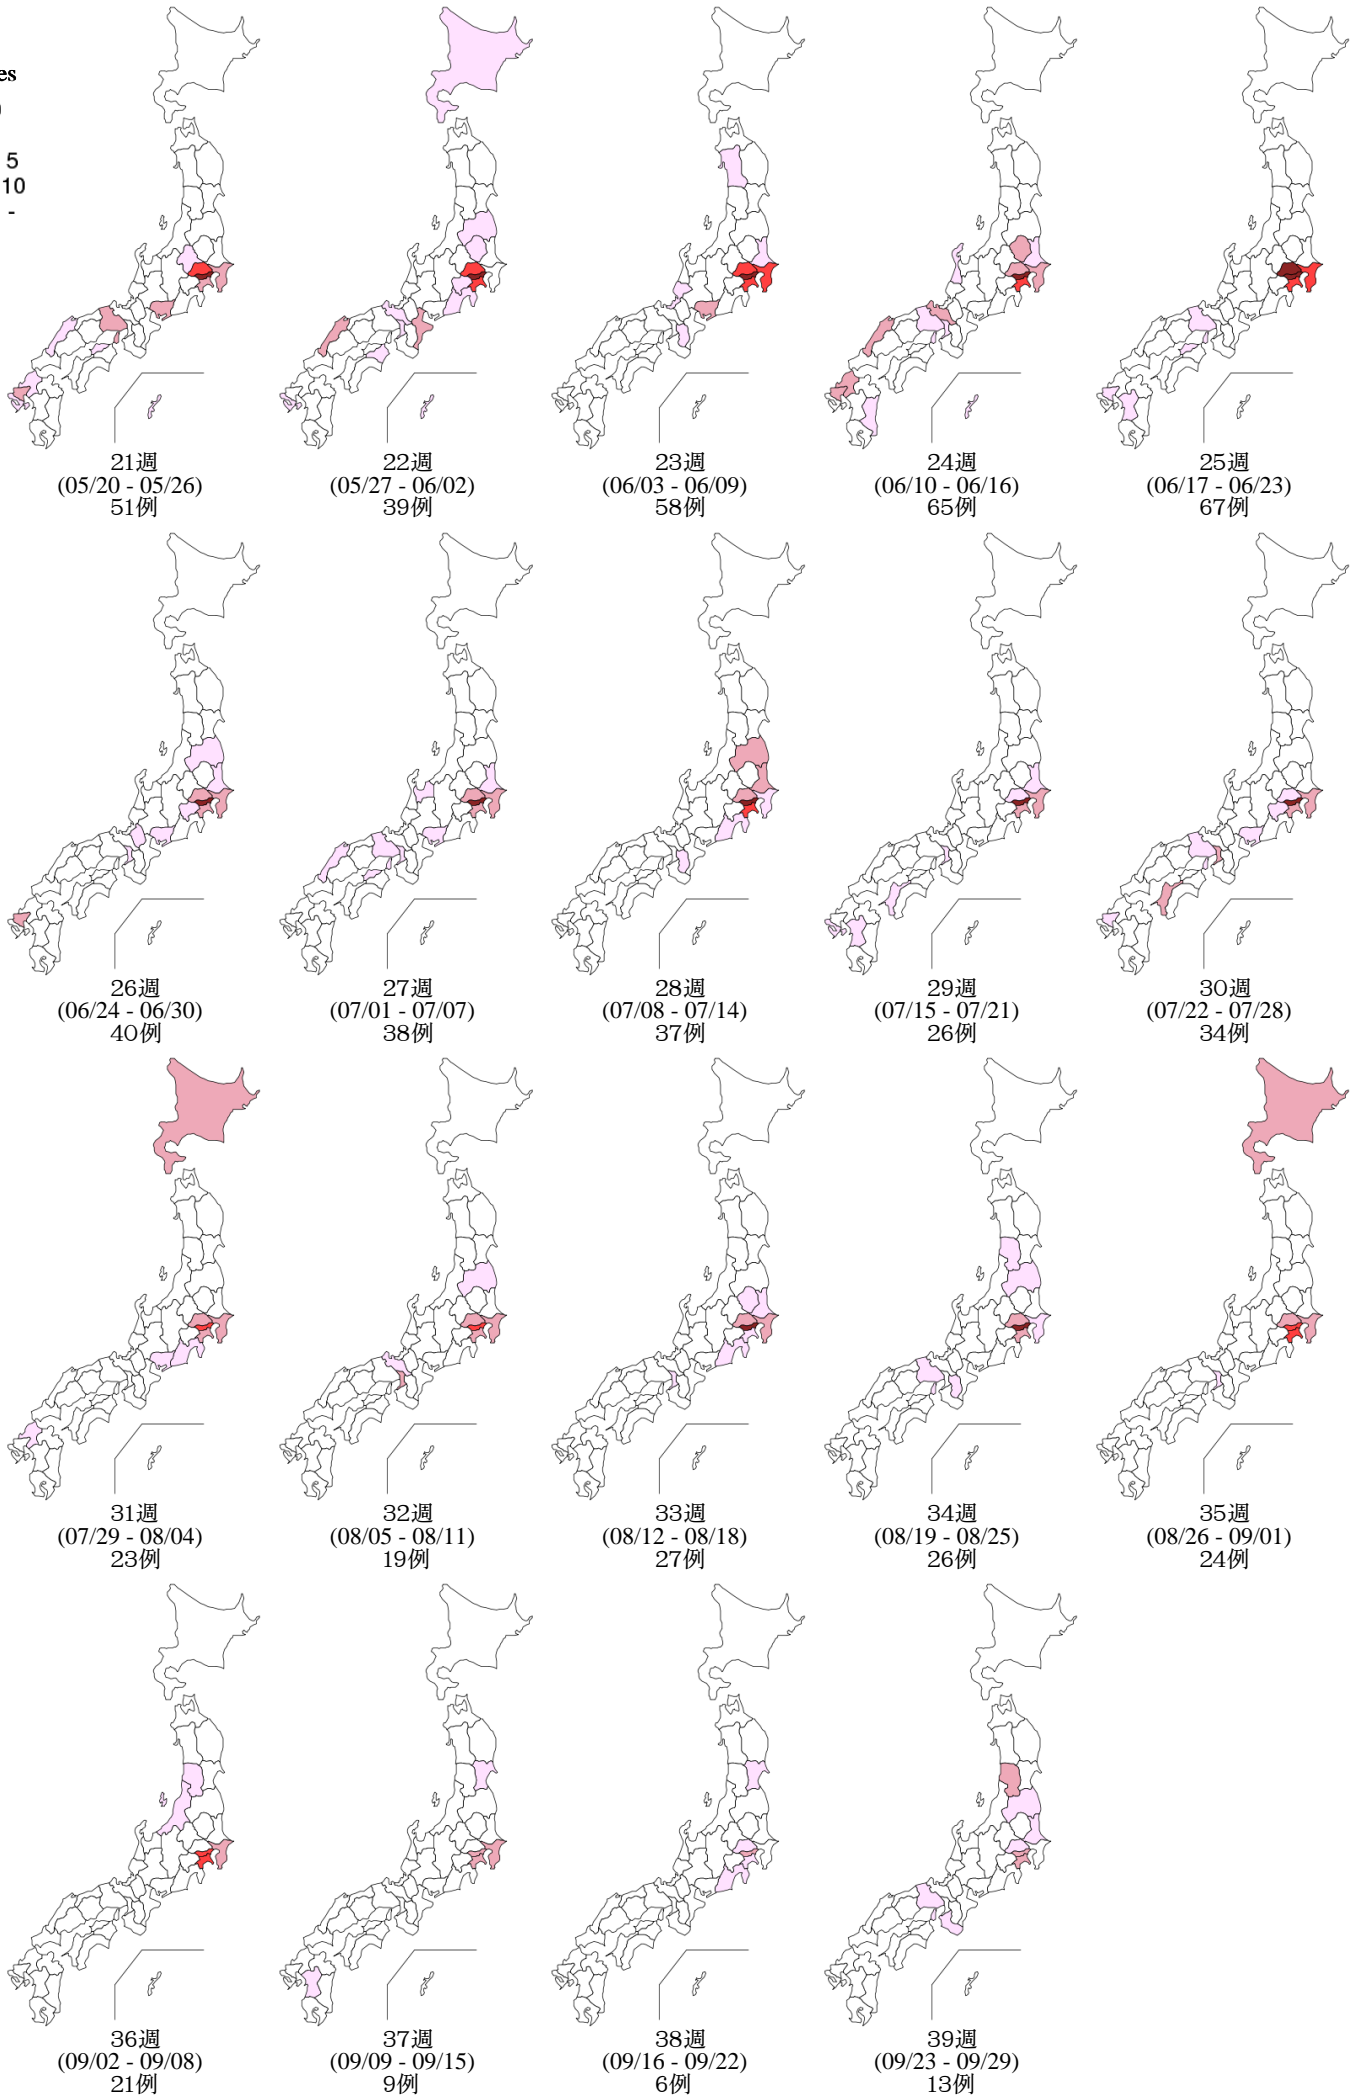 es
5
10
-
21週
(05/20 - 05/26)
51例
22週
(05/27 - 06/02)
39例
23週
(06/03 - 06/09)
58例
24週
(06/10 - 06/16)
65例
25週
(06/17 - 06/23)
67例
26週
(06/24 - 06/30)
40例
27週
(07/01 - 07/07)
38例
28週
(07/08 - 07/14)
37例
29週
(07/15 - 07/21)
26例
30週
(07/22 - 07/28)
34例
31週
(07/29 - 08/04)
23例
32週
(08/05 - 08/11)
19例
33週
(08/12 - 08/18)
27例
34週
(08/19 - 08/25)
26例
35週
(08/26 - 09/01)
24例
36週
(09/02 - 09/08)
21例
37週
(09/09 - 09/15)
9例
38週
(09/16 - 09/22)
6例
39週
(09/23 - 09/29)
13例